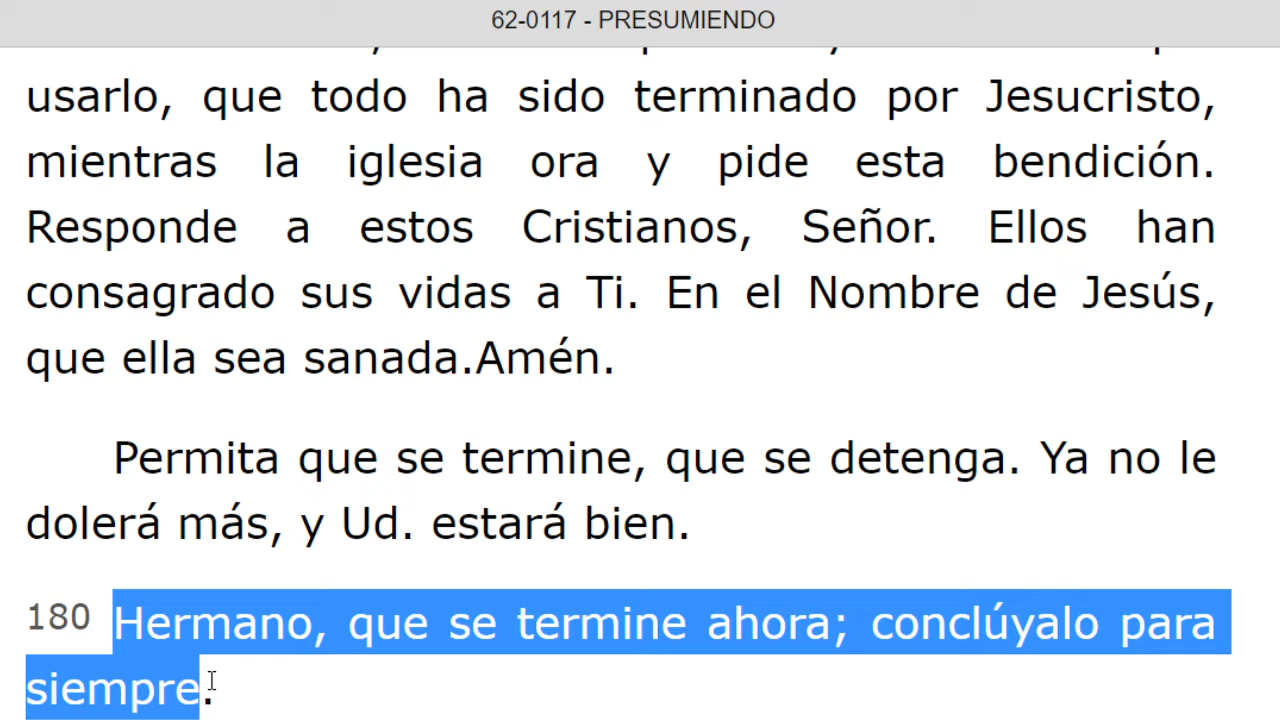 62-0117 - PRESUMIENDO
usarlo, que todo ha sido terminado por Jesucristo,
mientras la iglesia ora y pide esta bendición.
Responde a estos Cristianos, Señor. Ellos han
consagrado sus vidas a Ti. En el Nombre de Jesús,
que ella sea sanada.Amén.
Permita que se termine, que se detenga. Ya no le
dolerá más, y Ud. estará bien.
180 Hermano, que se termine ahora; conclúyalo para
siempre.